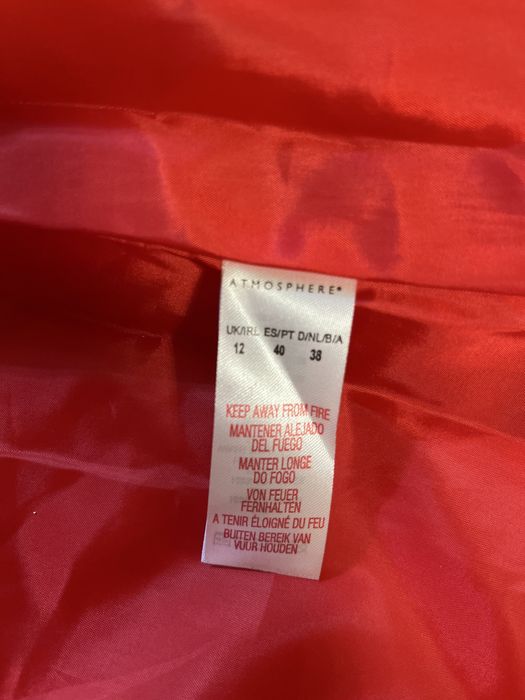 ATMOSPHERE®
UK/IRL ES/PT D/NL/B/A
12 40 38
KEEP AWAY FROM FIRE
MANTENER ALEJADO
DEL FUEGO
MANTER LONGE
DO FOGO
VON FEUER
FERNHALTEN
A TENIR ÉLOIGNÉ DU FEU
BUITEN BEREIK VAN
VUUR HOUDEN